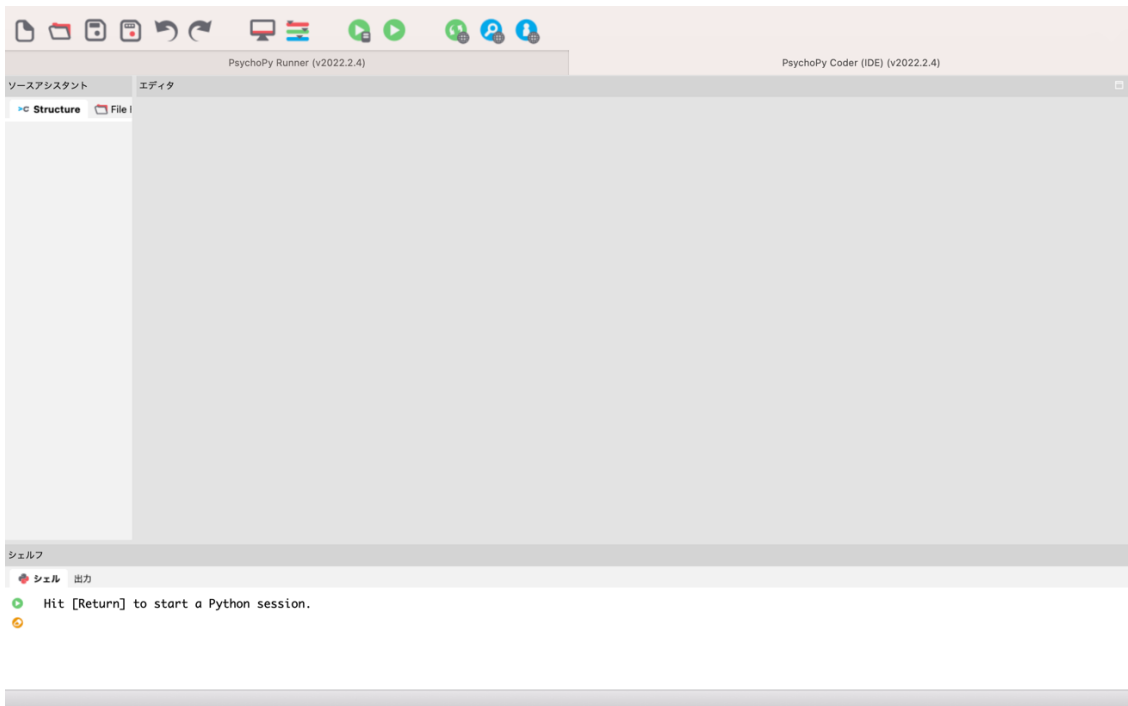 PsychoPy Runner (v2022.2.4)
PsychoPy Coder (IDE) (v2022.2.4)
ソースアシスタント
エディタ
Structure
File
シェルフ
シェル
出力
Hit [Return] to start a Python session.